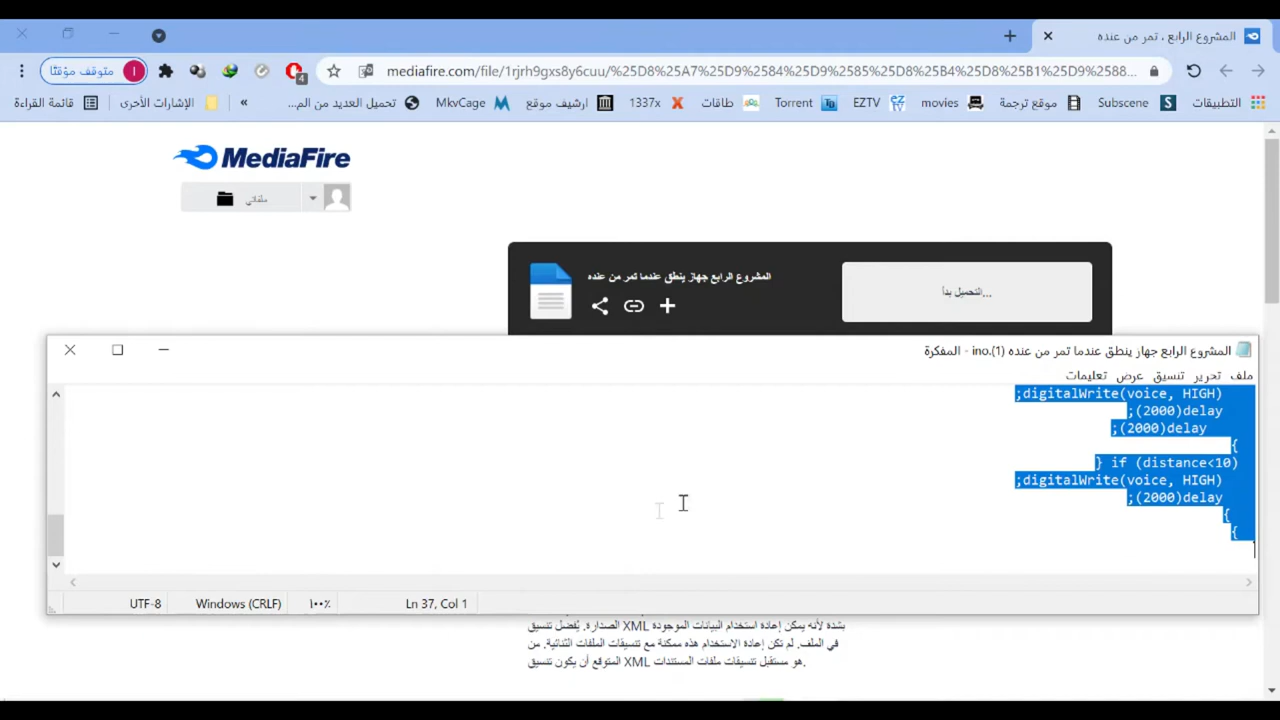 المشروع الرابع ، تمر من عنده
mediafire.com/file/1rjrh9gxs8y6cuu/%25D8%25A7%25D9%2584%25D9%2585%25D8%25B4%25D8%25B1%25D9%2588...
متوقف مؤقتًا
4
التطبيقات
Subscene
موقع ترجمة
movies
EZTV
Torrent
طاقات
1337x
ارشيف موقع
MkvCage
تحميل العديد من الم...
»
الإشارات الأخرى
قائمة القراءة
MediaFire
ملفاتي
المشروع الرابع جهاز ينطق عندما تمر من عنده
التحميل بدأ...
المشروع الرابع جهاز ينطق عندما تمر من عنده (1).ino - المفكرة
ملف تحرير تنسيق عرض تعليمات
;digitalWrite(voice, HIGH)
;(2000)delay
;(2000)delay
{
} if (distance<10)
;digitalWrite(voice, HIGH)
;(2000)delay
{
{
UTF-8
Windows (CRLF)
١٠٠٪
Ln 37, Col 1
بشدة لأنه يمكن إعادة استخدام البيانات الموجودة XML الصدارة. يُفضل تنسيق
في الملف. لم تكن إعادة الاستخدام هذه ممكنة مع تنسيقات الملفات الثنائية. من
هو مستقبل تنسيقات ملفات المستندات XML المتوقع أن يكون تنسيق.